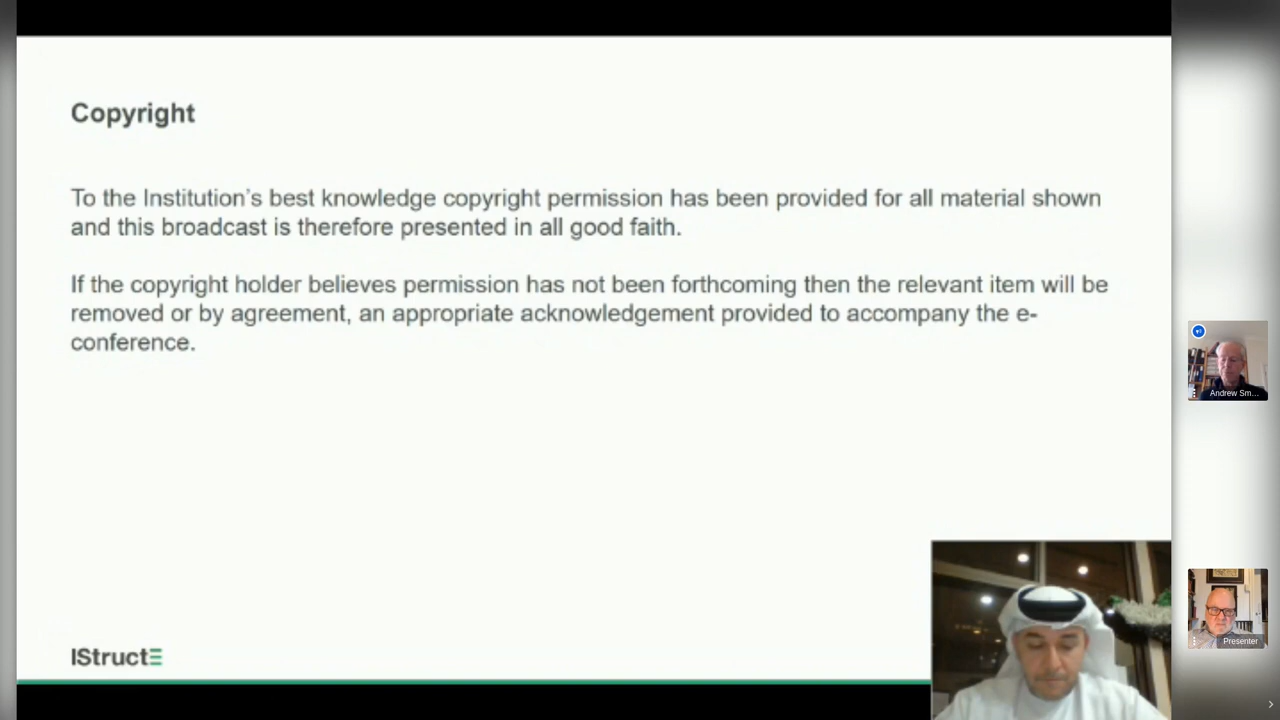 Copyright
To the Institution's best knowledge copyright permission has been provided for all material shown
and this broadcast is therefore presented in all good faith.
If the copyright holder believes permission has not been forthcoming then the relevant item will be
removed or by agreement, an appropriate acknowledgement provided to accompany the e-
conference.
Andrew Sm...
Presenter
IStructE